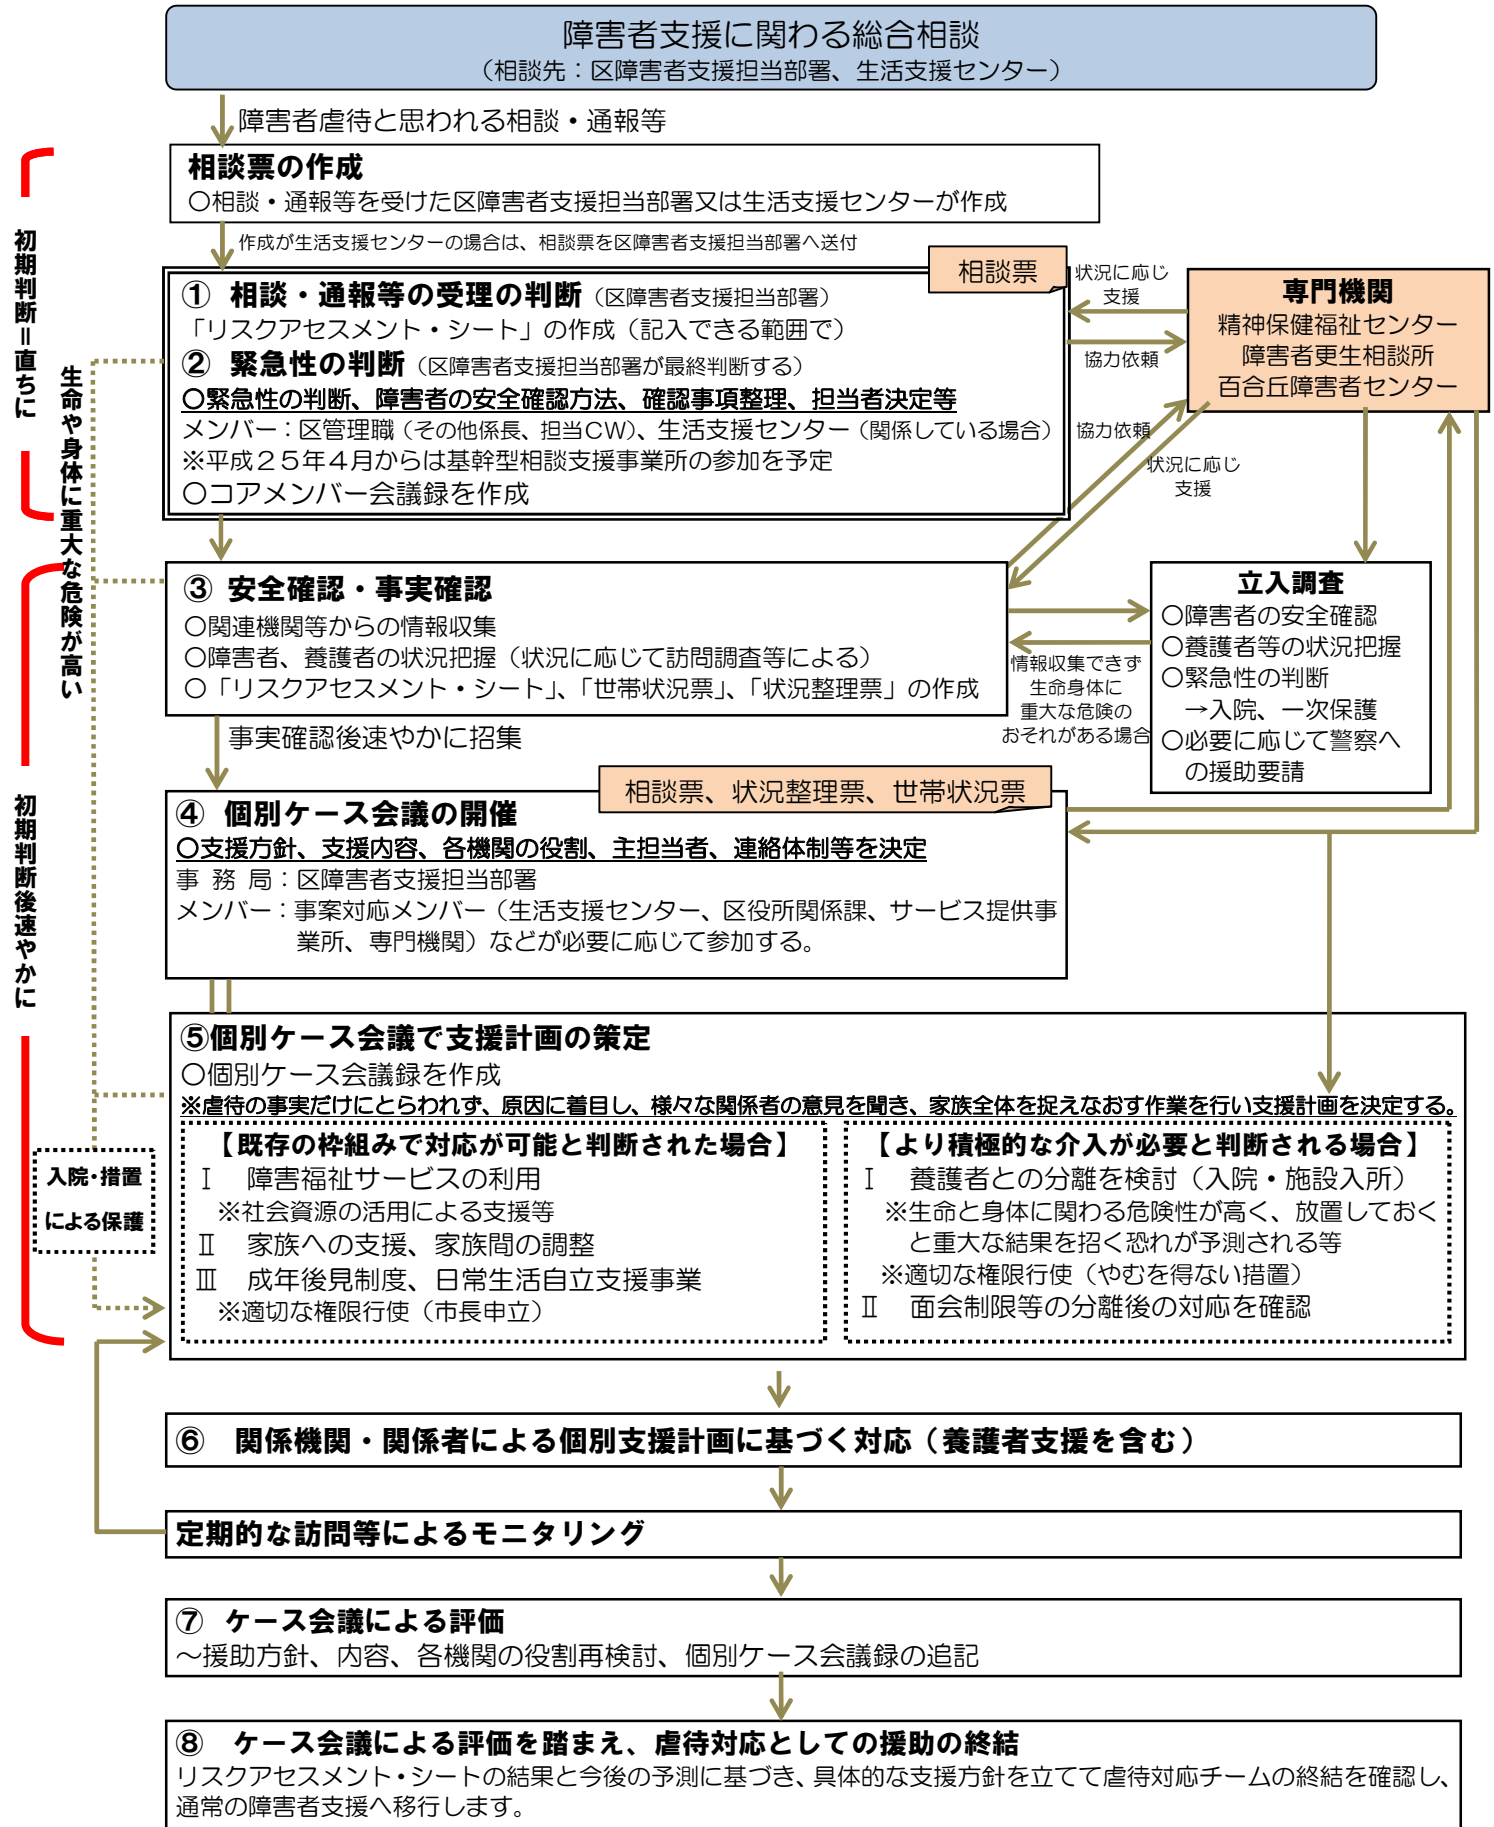 障害者支援に関わる総合相談
（相談先：区障害者支援担当部署、生活支援センター）
障害者虐待と思われる相談・通報等
相談票の作成
○相談・通報等を受けた区障害者支援担当部署又は生活支援センターが作成
作成が生活支援センターの場合は、相談票を区障害者支援担当部署へ送付
初期判断＝直ちに
生命や身体に重大な危険が高い
相談票
① 相談・通報等の受理の判断（区障害者支援担当部署）
「リスクアセスメント・シート」の作成（記入できる範囲で）
② 緊急性の判断（区障害者支援担当部署が最終判断する）
○緊急性の判断、障害者の安全確認方法、確認事項整理、担当者決定等
メンバー：区管理職（その他係長、担当CW）、生活支援センター（関係している場合）
※平成２５年４月からは基幹型相談支援事業所の参加を予定
○コアメンバー会議録を作成
状況に応じ
支援
協力依頼
専門機関
精神保健福祉センター
障害者更生相談所
百合丘障害者センター
協力依頼
状況に応じ
支援
③ 安全確認・事実確認
○関連機関等からの情報収集
○障害者、養護者の状況把握（状況に応じて訪問調査等による）
○「リスクアセスメント・シート」、「世帯状況票」、「状況整理票」の作成
情報収集できず
生命身体に
重大な危険の
おそれがある場合
立入調査
○障害者の安全確認
○養護者等の状況把握
○緊急性の判断
→入院、一次保護
○必要に応じて警察へ
の援助要請
事実確認後速やかに招集
初期判断後速やかに
相談票、状況整理票、世帯状況票
④ 個別ケース会議の開催
○支援方針、支援内容、各機関の役割、主担当者、連絡体制等を決定
事 務 局：区障害者支援担当部署
メンバー：事案対応メンバー（生活支援センター、区役所関係課、サービス提供事
業所、専門機関）などが必要に応じて参加する。
⑤個別ケース会議で支援計画の策定
○個別ケース会議録を作成
※虐待の事実だけにとらわれず、原因に着目し、様々な関係者の意見を聞き、家族全体を捉えなおす作業を行い支援計画を決定する。
【既存の枠組みで対応が可能と判断された場合】
Ⅰ 障害福祉サービスの利用
※社会資源の活用による支援等
Ⅱ 家族への支援、家族間の調整
Ⅲ 成年後見制度、日常生活自立支援事業
※適切な権限行使（市長申立）
【より積極的な介入が必要と判断される場合】
Ⅰ 養護者との分離を検討（入院・施設入所）
※生命と身体に関わる危険性が高く、放置しておく
と重大な結果を招く恐れが予測される等
※適切な権限行使（やむを得ない措置）
Ⅱ 面会制限等の分離後の対応を確認
入院・措置
による保護
⑥ 関係機関・関係者による個別支援計画に基づく対応（養護者支援を含む）
定期的な訪問等によるモニタリング
⑦ ケース会議による評価
～援助方針、内容、各機関の役割再検討、個別ケース会議録の追記
⑧ ケース会議による評価を踏まえ、虐待対応としての援助の終結
リスクアセスメント・シートの結果と今後の予測に基づき、具体的な支援方針を立てて虐待対応チームの終結を確認し、
通常の障害者支援へ移行します。